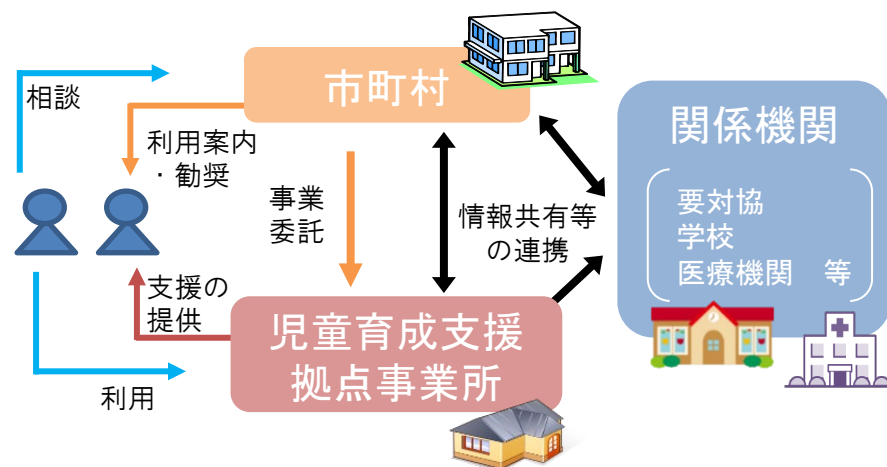 相談
市町村
利用案内
・勧奨
事業
委託
情報共有等
の連携
関係機関
要対協
学校
医療機関　等
支援の
提供
児童育成支援
拠点事業所
利用